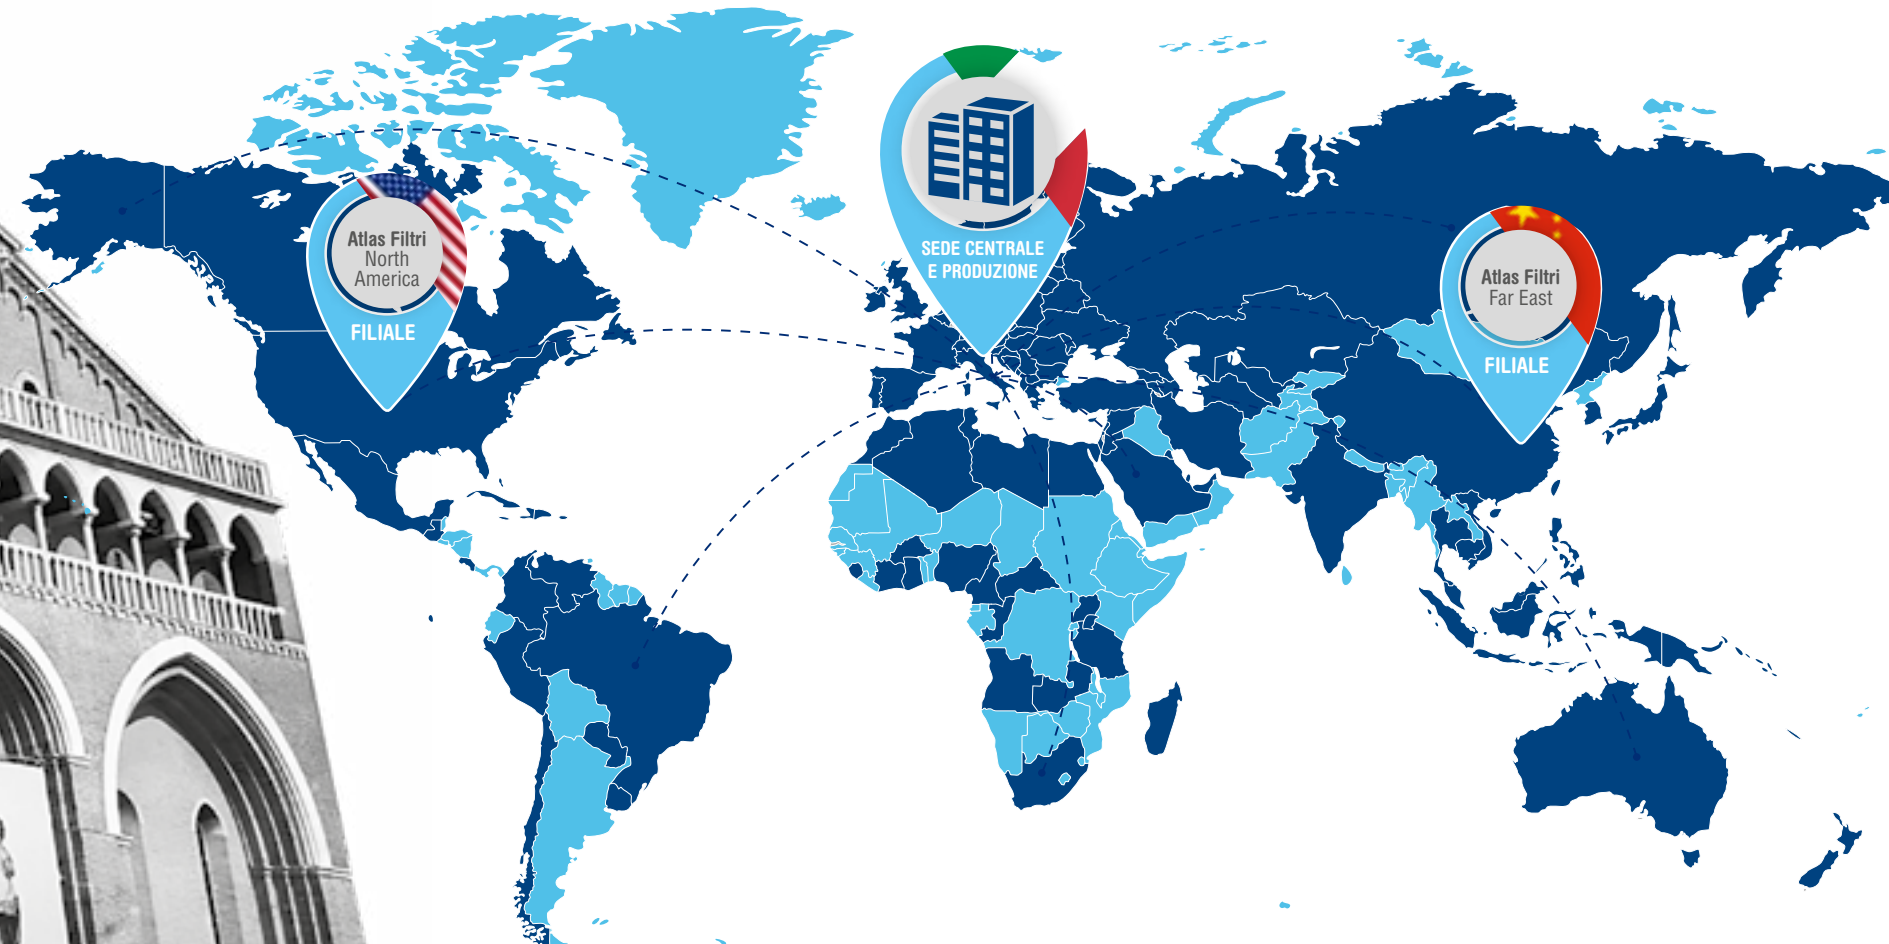 Atlas Filtri
North
America
FILIALE
SEDE CENTRALE
E PRODUZIONE
Atlas Filtri
Far East
FILIALE